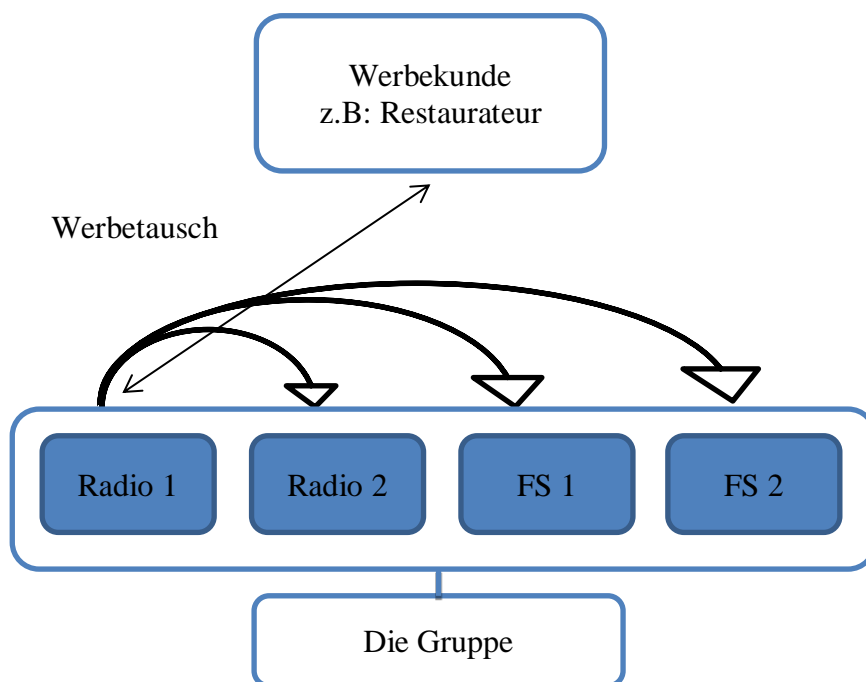 Werbekunde
z.B: Restaurateur
Werbetausch
Radio 1
Radio 2
FS 1
FS 2
Die Gruppe